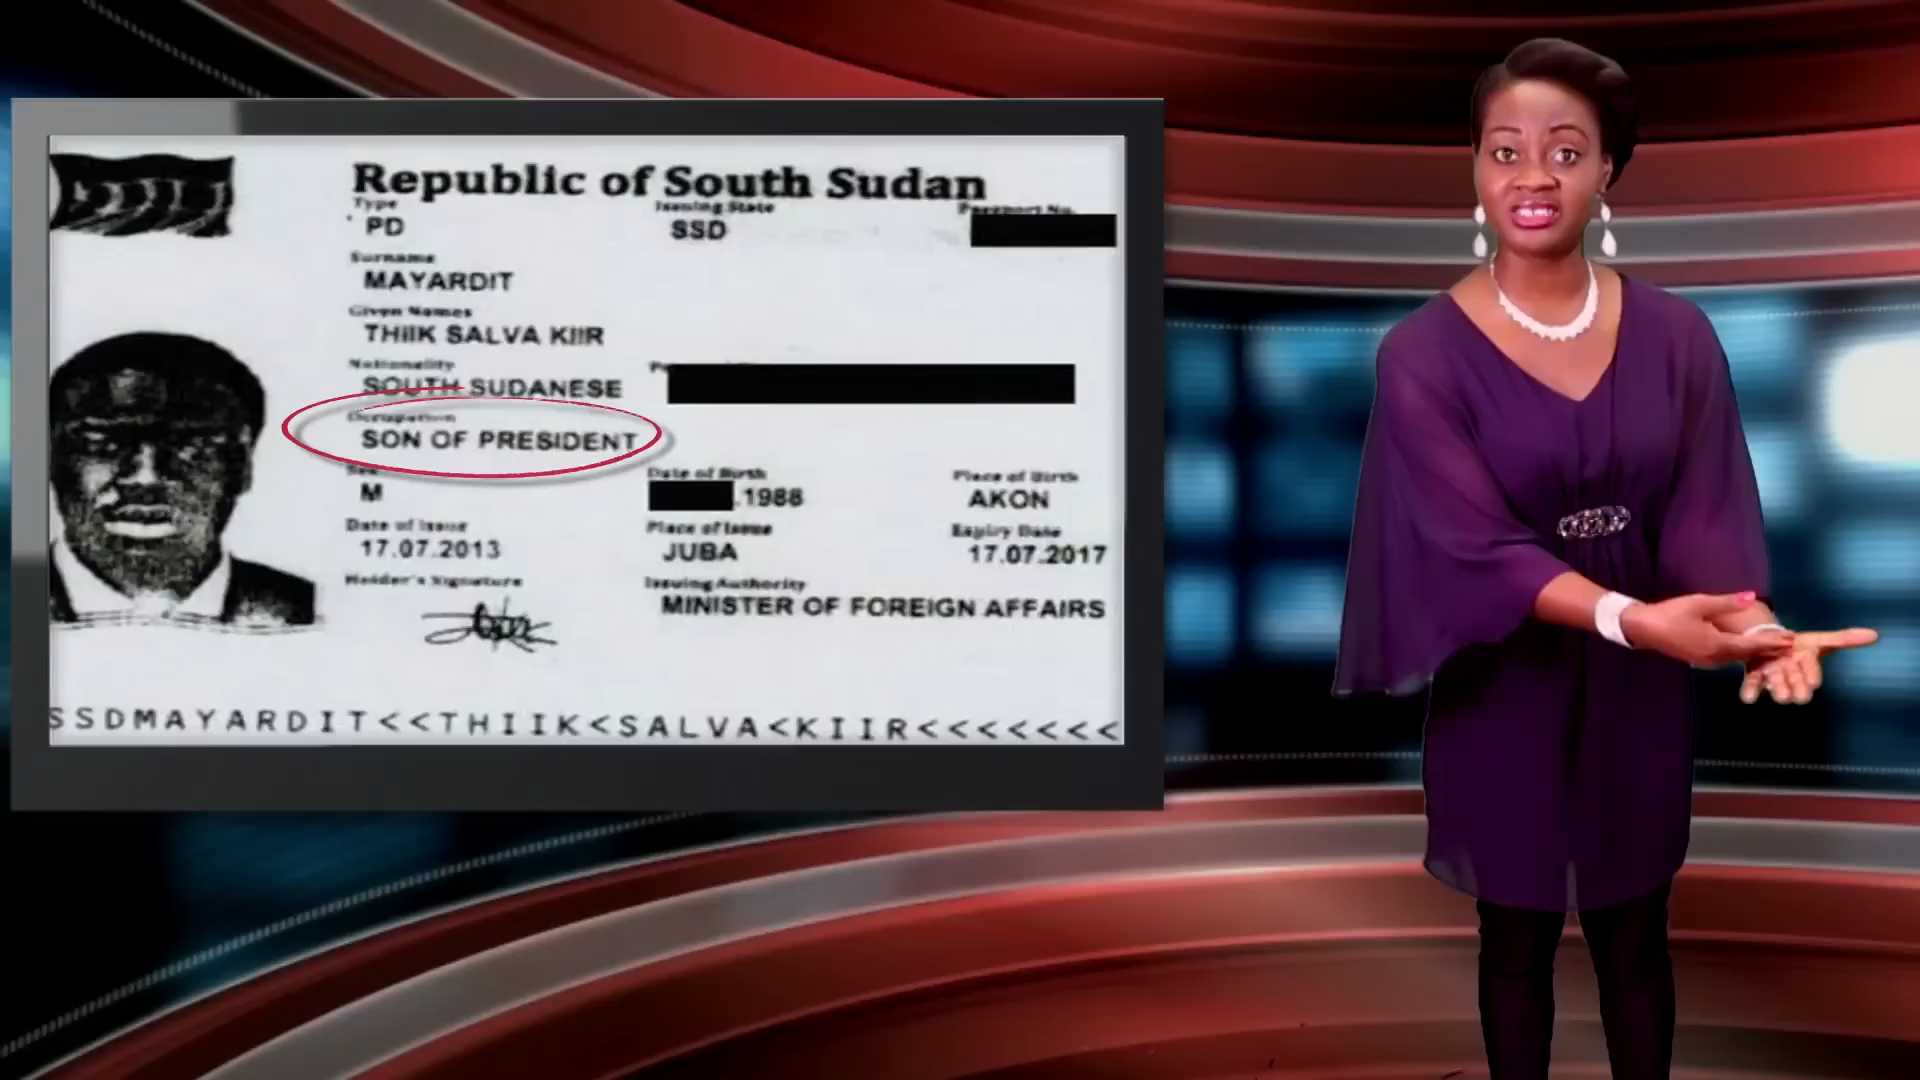 Republic of South Sudan
Type Issuing State Passport No.
PD SSD
Surname
MAYARDIT
Given Names
THIIK SALVA KIIR
Nationality
SOUTH SUDANESE
Occupation
SON OF PRESIDENT
Sex Date of Birth Place of Birth
M .1988 AKON
Date of Issue Place of Issue Expiry Date
17.07.2013 JUBA 17.07.2017
Holder's Signature Issuing Authority
MINISTER OF FOREIGN AFFAIRS
SSDMAYARDIT<<THIIK<SALVA<KIIR<<<<<<<